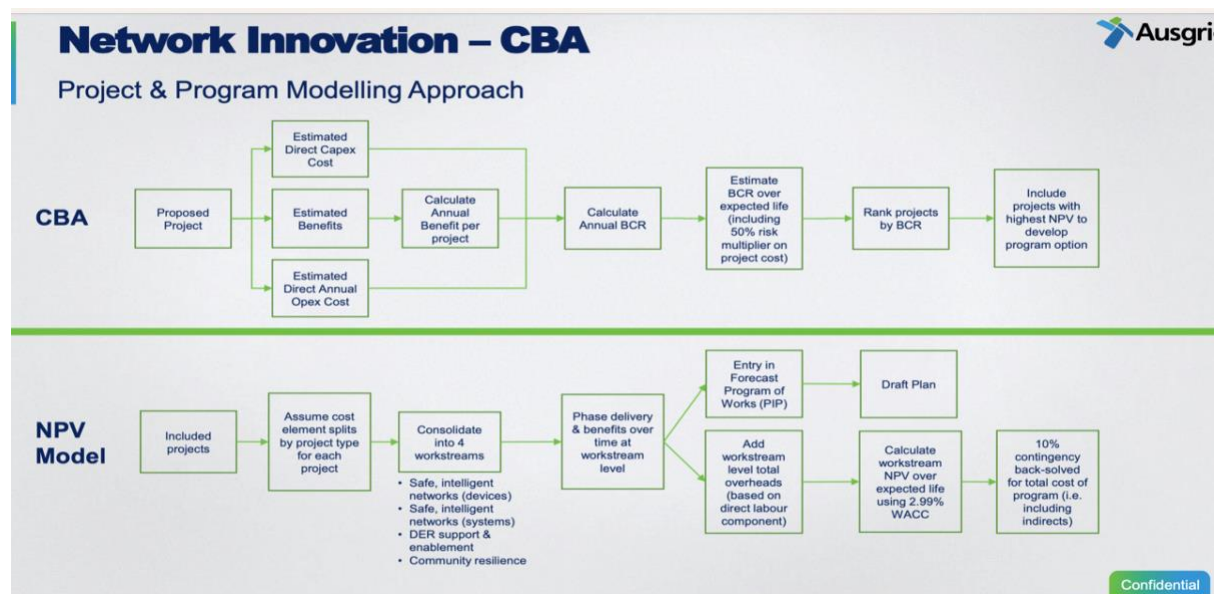 Network Innovation – CBA
Ausgri
Project & Program Modelling Approach
CBA
Proposed
Project
Estimated
Direct Capex
Cost
Estimated
Benefits
Estimated
Direct Annual
Opex Cost
Calculate
Annual
Benefit per
project
Calculate
Annual BCR
Estimate
BCR over
expected life
(including
50% risk
multiplier on
project cost)
Rank projects
by BCR
Include
projects with
highest NPV to
develop
program option
NPV
Model
Included
projects
Assume cost
element splits
by project type
for each
project
Consolidate
into 4
workstreams
• Safe, intelligent
networks (devices)
• Safe, intelligent
networks (systems)
• DER support &
enablement
• Community resilience
Phase delivery
& benefits over
time at
workstream
level
Entry in
Forecast
Program of
Works (PIP)
Draft Plan
Add
workstream
level total
overheads
(based on
direct labour
component)
Calculate
workstream
NPV over
expected life
using 2.99%
WACC
10%
contingency
back-solved
for total cost of
program (i.e.
including
indirects)
Confidential